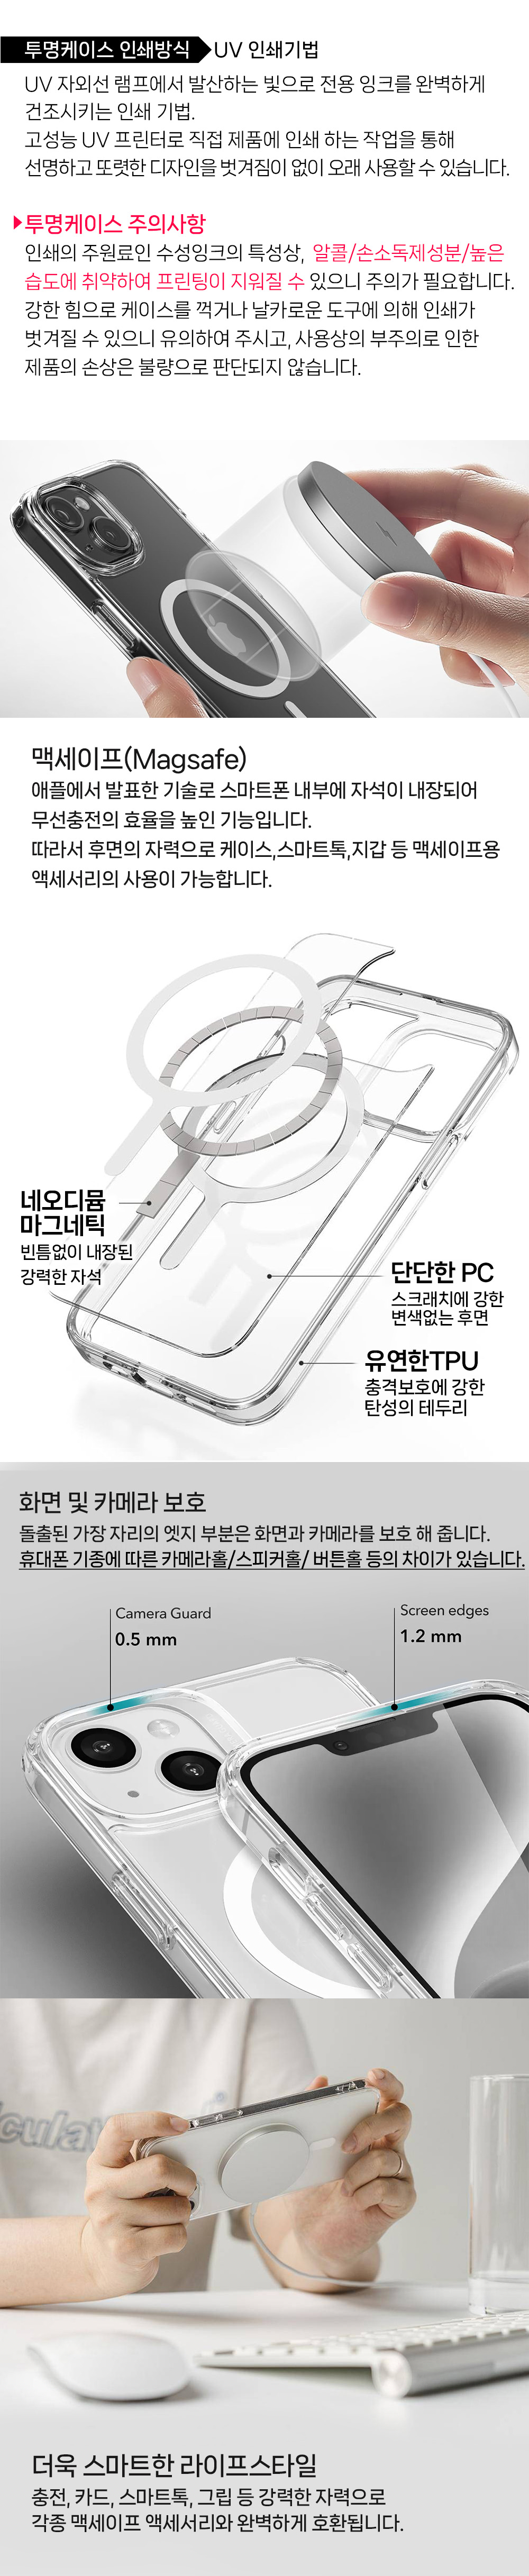 투명케이스 인쇄방식 UV 인쇄기법
UV 자외선 램프에서 발산하는 빛으로 전용 잉크를 완벽하게
건조시키는 인쇄 기법.
고성능 UV 프린터로 직접 제품에 인쇄 하는 작업을 통해
선명하고 또렷한 디자인을 벗겨짐이 없이 오래 사용할 수 있습니다.
투명케이스 주의사항
인쇄의 주원료인 수성잉크의 특성상, 알콜/손소독제성분/높은
습도에 취약하여 프린팅이 지워질 수 있으니 주의가 필요합니다.
강한 힘으로 케이스를 꺽거나 날카로운 도구에 의해 인쇄가
벗겨질 수 있으니 유의하여 주시고, 사용상의 부주의로 인한
제품의 손상은 불량으로 판단되지 않습니다.
맥세이프(Magsafe)
애플에서 발표한 기술로 스마트폰 내부에 자석이 내장되어
무선충전의 효율을 높인 기능입니다.
따라서 후면의 자력으로 케이스,스마트톡,지갑 등 맥세이프용
액세서리의 사용이 가능합니다.
네오디뮴
마그네틱
빈틈없이 내장된
강력한 자석
단단한 PC
스크래치에 강한
변색없는 후면
유연한TPU
충격보호에 강한
탄성의 테두리
화면 및 카메라 보호
돌출된 가장 자리의 엣지 부분은 화면과 카메라를 보호 해 줍니다.
휴대폰 기종에 따른 카메라홀/스피커홀/ 버튼홀 등의 차이가 있습니다.
Camera Guard
0.5 mm
Screen edges
1.2 mm
더욱 스마트한 라이프스타일
충전, 카드, 스마트톡, 그립 등 강력한 자력으로
각종 맥세이프 액세서리와 완벽하게 호환됩니다.